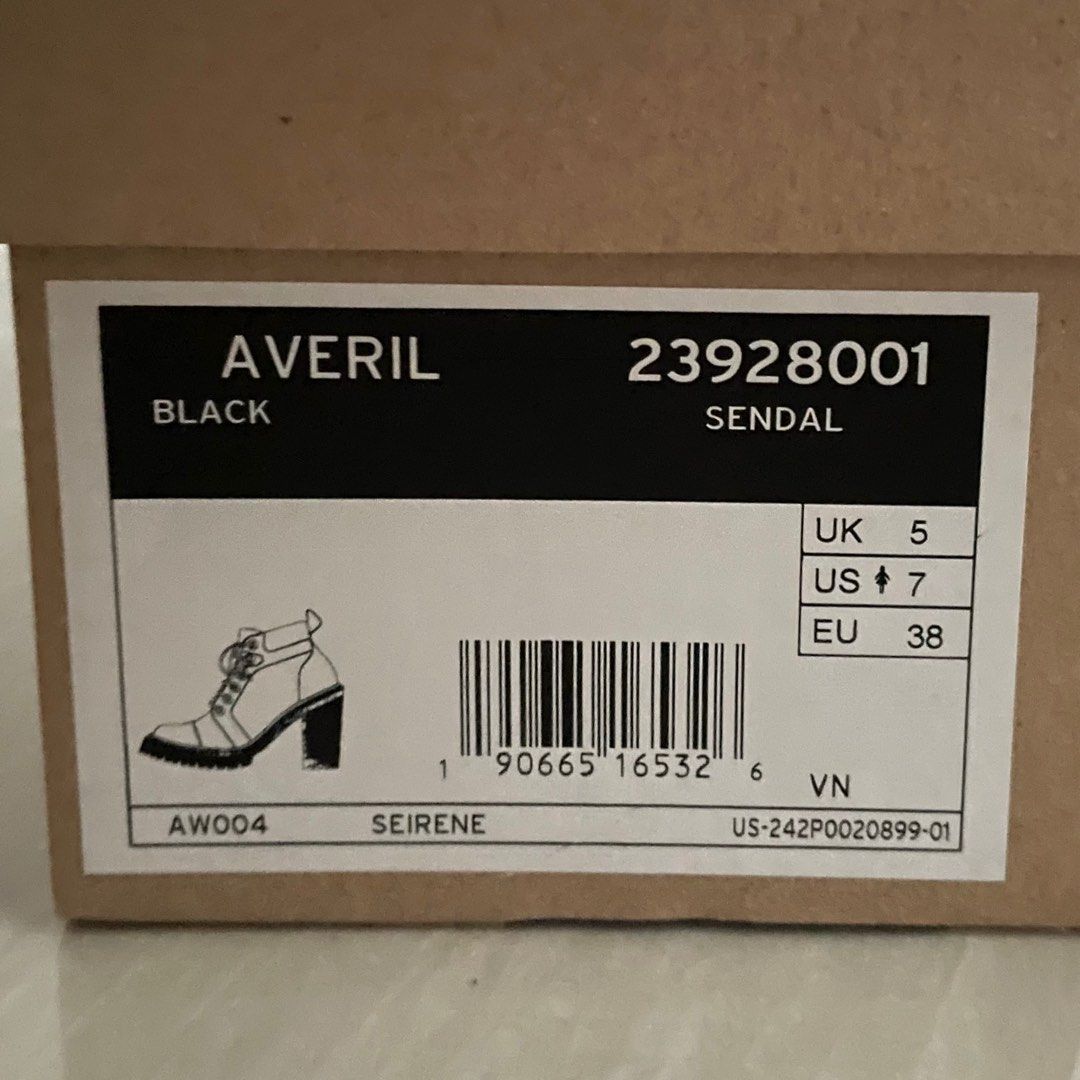 AVERIL 23928001
BLACK SENDAL
UK 5
US 7
EU 38
1 90665 16532 6
VN
AW004 SEIRENE US-242P0020899-01